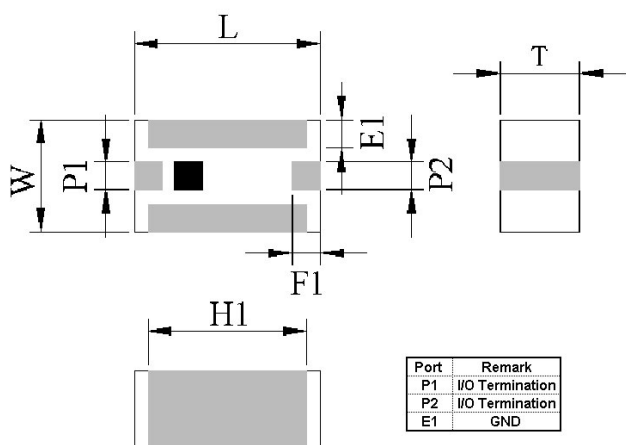 L
T
E1
W
P1
P2
F1
H1
Port Remark
P1 I/O Termination
P2 I/O Termination
E1 GND